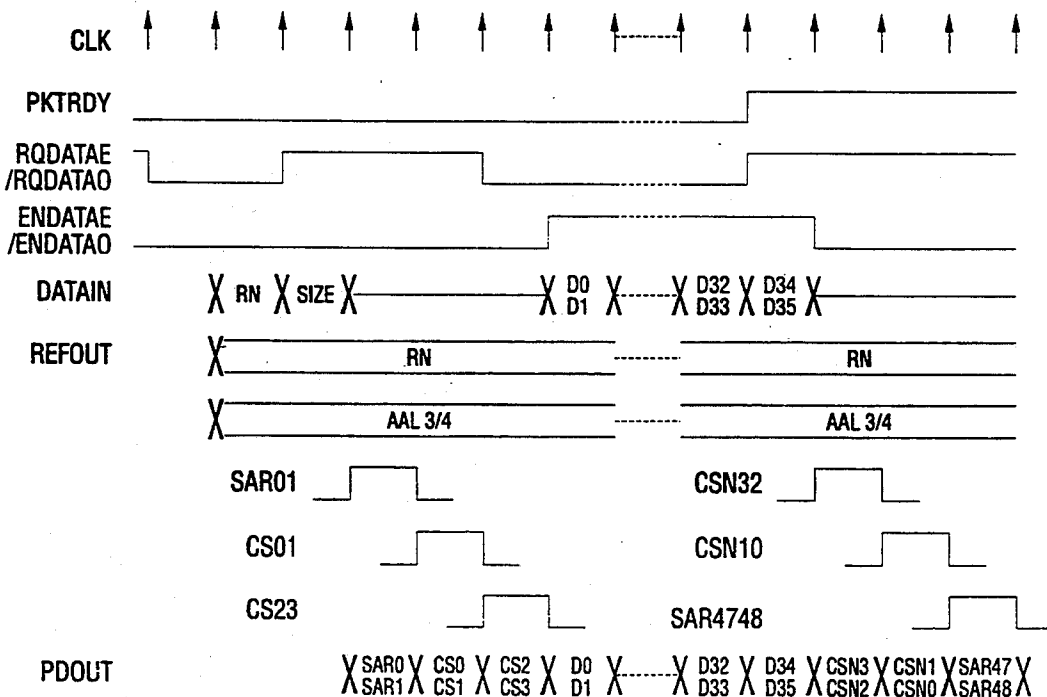 CLK
PKTRDY
RQDATAE
/RQDATAO
ENDATAE
/ENDATAO
DATAIN RN SIZE D0 D32 D34
D1 D33 D35
REFOUT RN RN
AAL 3/4 AAL 3/4
SAR01 CSN32
CS01 CSN10
CS23 SAR4748
PDOUT SAR0 CS0 CS2 D0 D32 D34 CSN3 CSN1 SAR47
SAR1 CS1 CS3 D1 D33 D35 CSN2 CSN0 SAR48